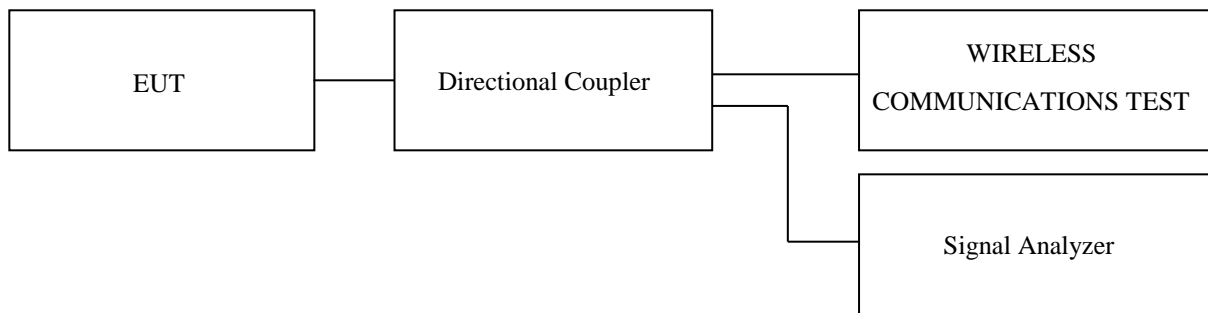 EUT
Directional Coupler
WIRELESS
COMMUNICATIONS TEST
Signal Analyzer